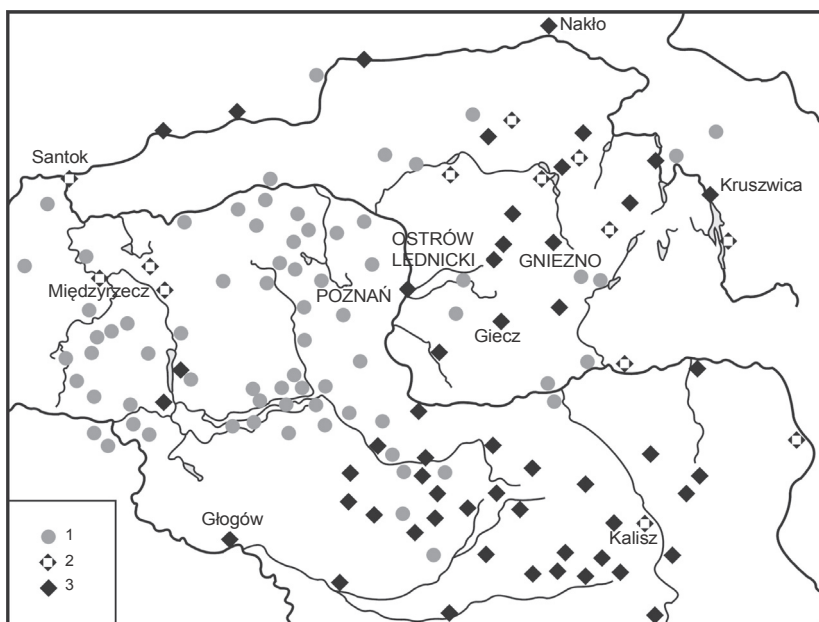 Nakło
Santok
Kruszwica
OSTRÓW
LEDNICKI
GNIEZNO
Międzyrzecz
POZNAŃ
Giecz
Głogów
Kalisz
1
2
3